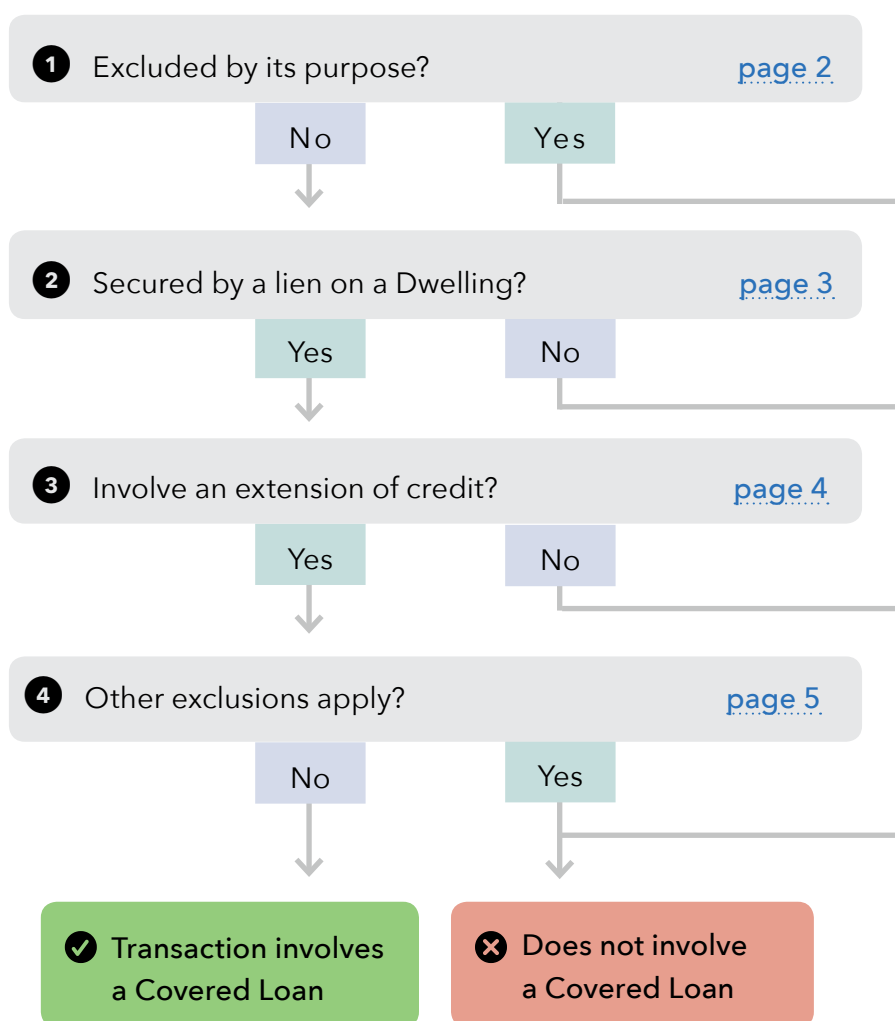 1 Excluded by its purpose? page 2
No Yes
2 Secured by a lien on a Dwelling? page 3
Yes No
3 Involve an extension of credit? page 4
Yes No
4 Other exclusions apply? page 5
No Yes
Transaction involves
a Covered Loan
Does not involve
a Covered Loan